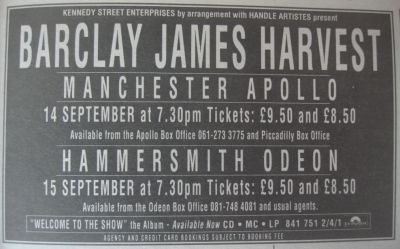 KENNEDY STREET ENTERPRISES by arrangement with HANDLE ARTISTES present
BARCLAY JAMES HARVEST
MANCHESTER APOLLO
14 SEPTEMBER at 7.30pm Tickets: £9.50 and £8.50
Available from the Apollo Box Office 061-273 3775 and Piccadilly Box Office
HAMMERSMITH ODEON
15 SEPTEMBER at 7.30pm Tickets: £9.50 and £8.50
Available from the Odeon Box Office 081-748 4081 and usual agents.
"WELCOME TO THE SHOW" the Album - Available Now CD • MC • LP 841 751 2/4/1
AGENCY AND CREDIT CARD BOOKINGS SUBJECT TO BOOKING FEE